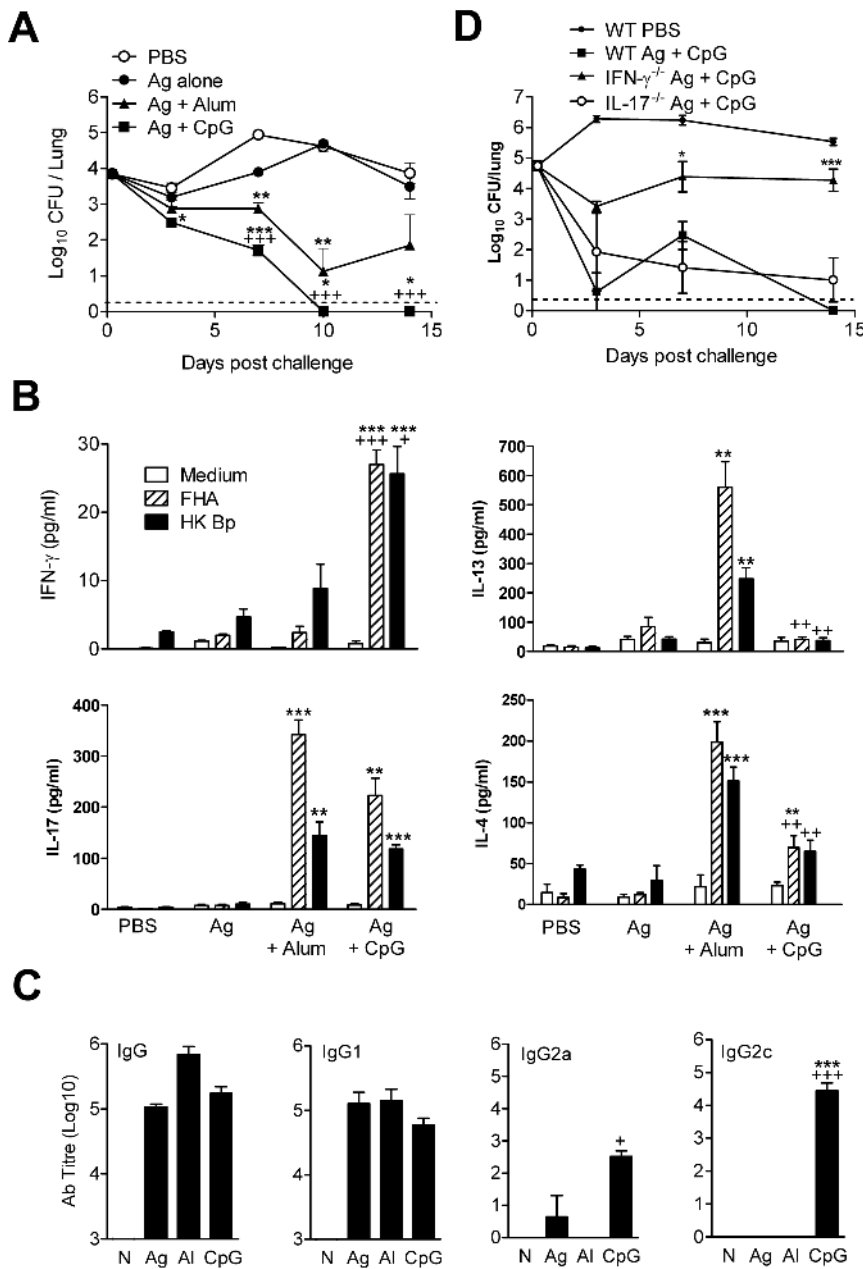 A
PBS
Ag alone
Ag + Alum
Ag + CpG
Log10 CFU / Lung
6
5
4
3
2
1
0
*
**
***
+++
**
*
+++
*
+++
0 5 10 15
Days post challenge
D
WT PBS
WT Ag + CpG
IFN-γ-/- Ag + CpG
IL-17-/- Ag + CpG
Log10 CFU/lung
7
6
5
4
3
2
1
0
*
***
0 5 10 15
Days post challenge
B
IFN-γ (pg/ml)
30
20
10
0
Medium
FHA
HK Bp
*** ***
+++ +
IL-13 (pg/ml)
700
600
500
400
300
200
100
0
**
**
++ ++
IL-17 (pg/ml)
400
300
200
100
0
***
**
**
***
PBS Ag Ag Ag
+ Alum + CpG
IL-4 (pg/ml)
250
200
150
100
50
0
***
***
**
++ ++
PBS Ag Ag Ag
+ Alum + CpG
C
Ab Titre (Log10)
IgG
6
5
4
3
N Ag Al CpG
IgG1
6
5
4
3
N Ag Al CpG
IgG2a
6
5
4
3
2
1
0
+
N Ag Al CpG
IgG2c
6
5
4
3
2
1
0
***
+++
N Ag Al CpG